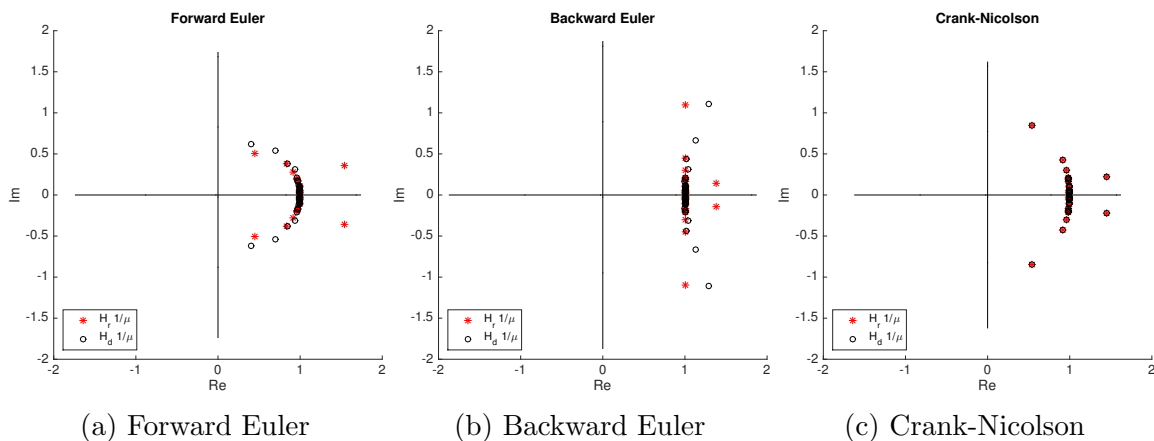 Forward Euler
2
1.5
1
0.5
0
-0.5
-1
-1.5
-2
Im
H_r 1/μ
H_d 1/μ
-2 -1 0 1 2
Re
(a) Forward Euler
Backward Euler
2
1.5
1
0.5
0
-0.5
-1
-1.5
-2
Im
H_r 1/μ
H_d 1/μ
-2 -1 0 1 2
Re
(b) Backward Euler
Crank-Nicolson
2
1.5
1
0.5
0
-0.5
-1
-1.5
-2
Im
H_r 1/μ
H_d 1/μ
-2 -1 0 1 2
Re
(c) Crank-Nicolson